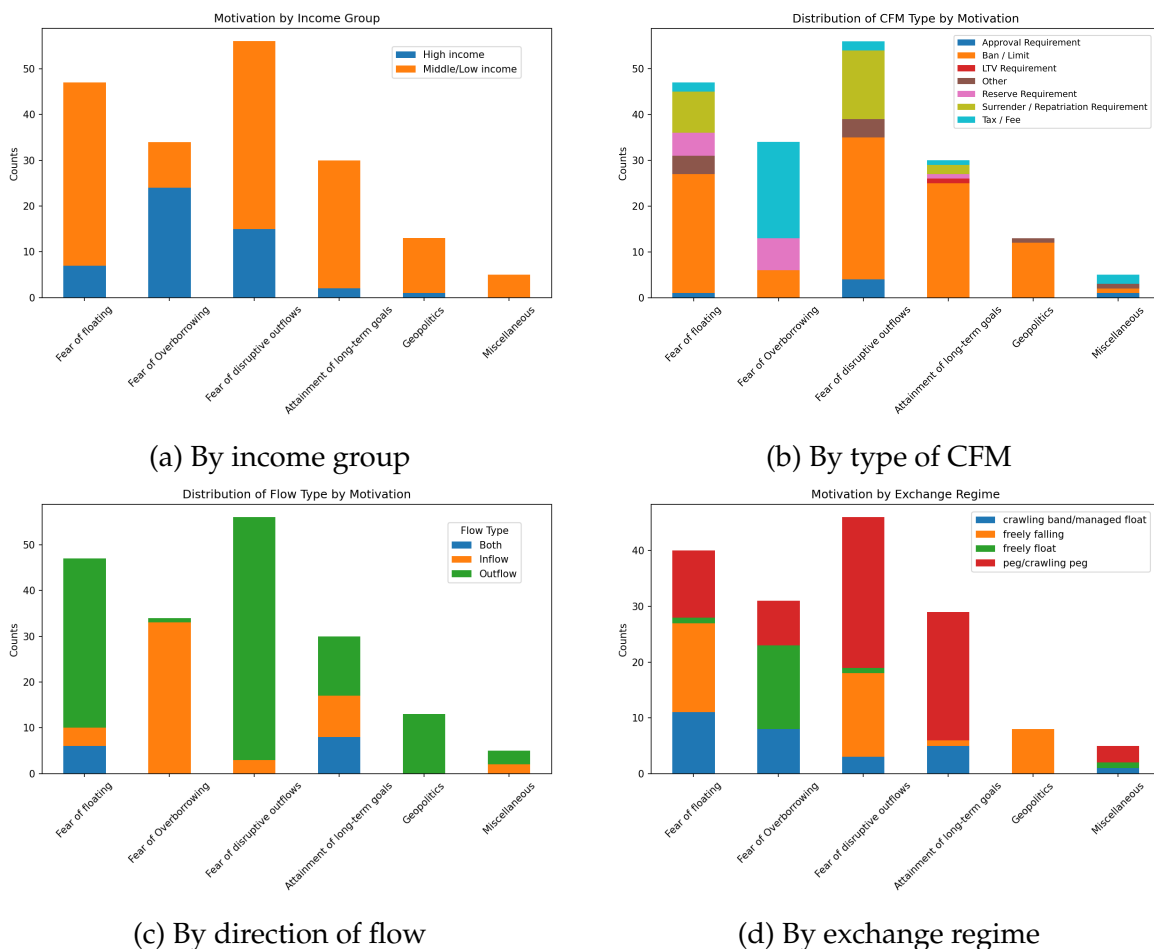 Motivation by Income Group
Counts
50
40
30
20
10
0
High income
Middle/Low income
Fear of floating
Fear of Overborrowing
Fear of disruptive outflows
Attainment of long-term goals
Geopolitics
Miscellaneous
(a) By income group
Distribution of CFM Type by Motivation
Counts
50
40
30
20
10
0
Approval Requirement
Ban / Limit
LTV Requirement
Other
Reserve Requirement
Surrender / Repatriation Requirement
Tax / Fee
Fear of floating
Fear of Overborrowing
Fear of disruptive outflows
Attainment of long-term goals
Geopolitics
Miscellaneous
(b) By type of CFM
Distribution of Flow Type by Motivation
Counts
50
40
30
20
10
0
Flow Type
Both
Inflow
Outflow
Fear of floating
Fear of Overborrowing
Fear of disruptive outflows
Attainment of long-term goals
Geopolitics
Miscellaneous
(c) By direction of flow
Motivation by Exchange Regime
Counts
40
30
20
10
0
crawling band/managed float
freely falling
freely float
peg/crawling peg
Fear of floating
Fear of Overborrowing
Fear of disruptive outflows
Attainment of long-term goals
Geopolitics
Miscellaneous
(d) By exchange regime